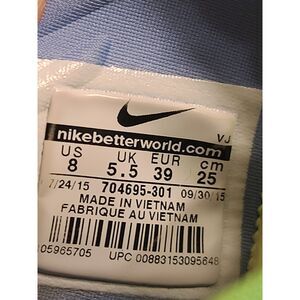 VJ
nikebetterworld.com
US UK EUR cm
8 5.5 39 25
7/24/15 704695-301 09/30/15
MADE IN VIETNAM
FABRIQUE AU VIETNAM
05965705 UPC 00883153095648